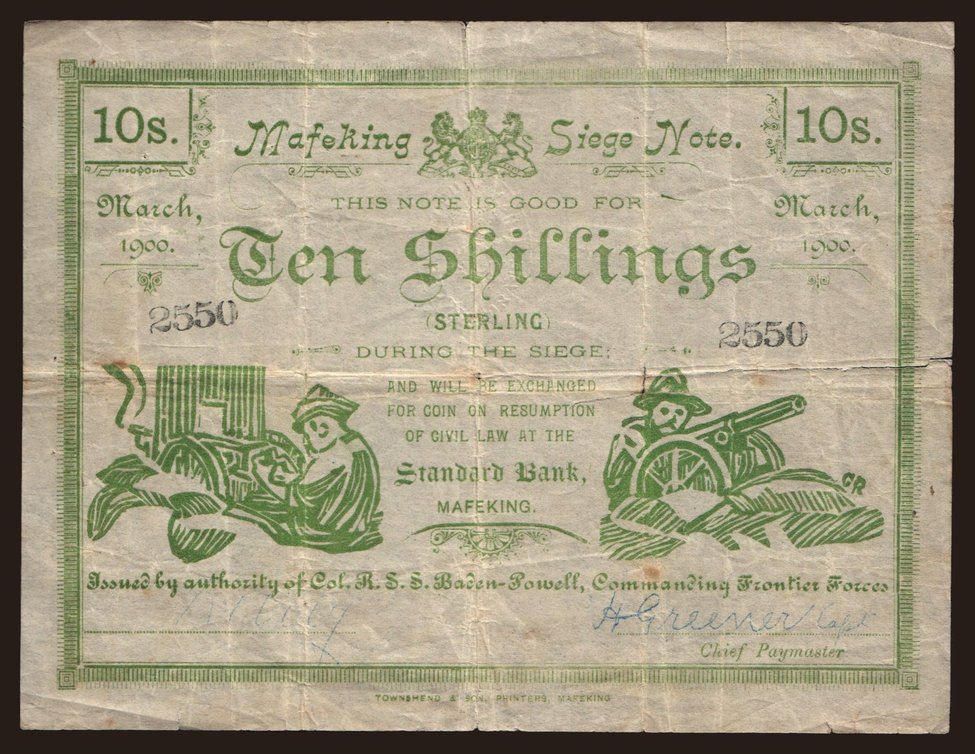 10s. Mafeking Siege Note. 10s.
March, 1900.
March, 1900.
THIS NOTE IS GOOD FOR
Ten Shillings
(STERLING)
2550
2550
DURING THE SIEGE;
AND WILL BE EXCHANGED
FOR COIN ON RESUMPTION
OF CIVIL LAW AT THE
Standard Bank,
MAFEKING.
Issued by authority of Col. R. S. S. Baden-Powell, Commanding Frontier Forces
H Greener Capt
Chief Paymaster
TOWNSHEND & SON, PRINTERS, MAFEKING